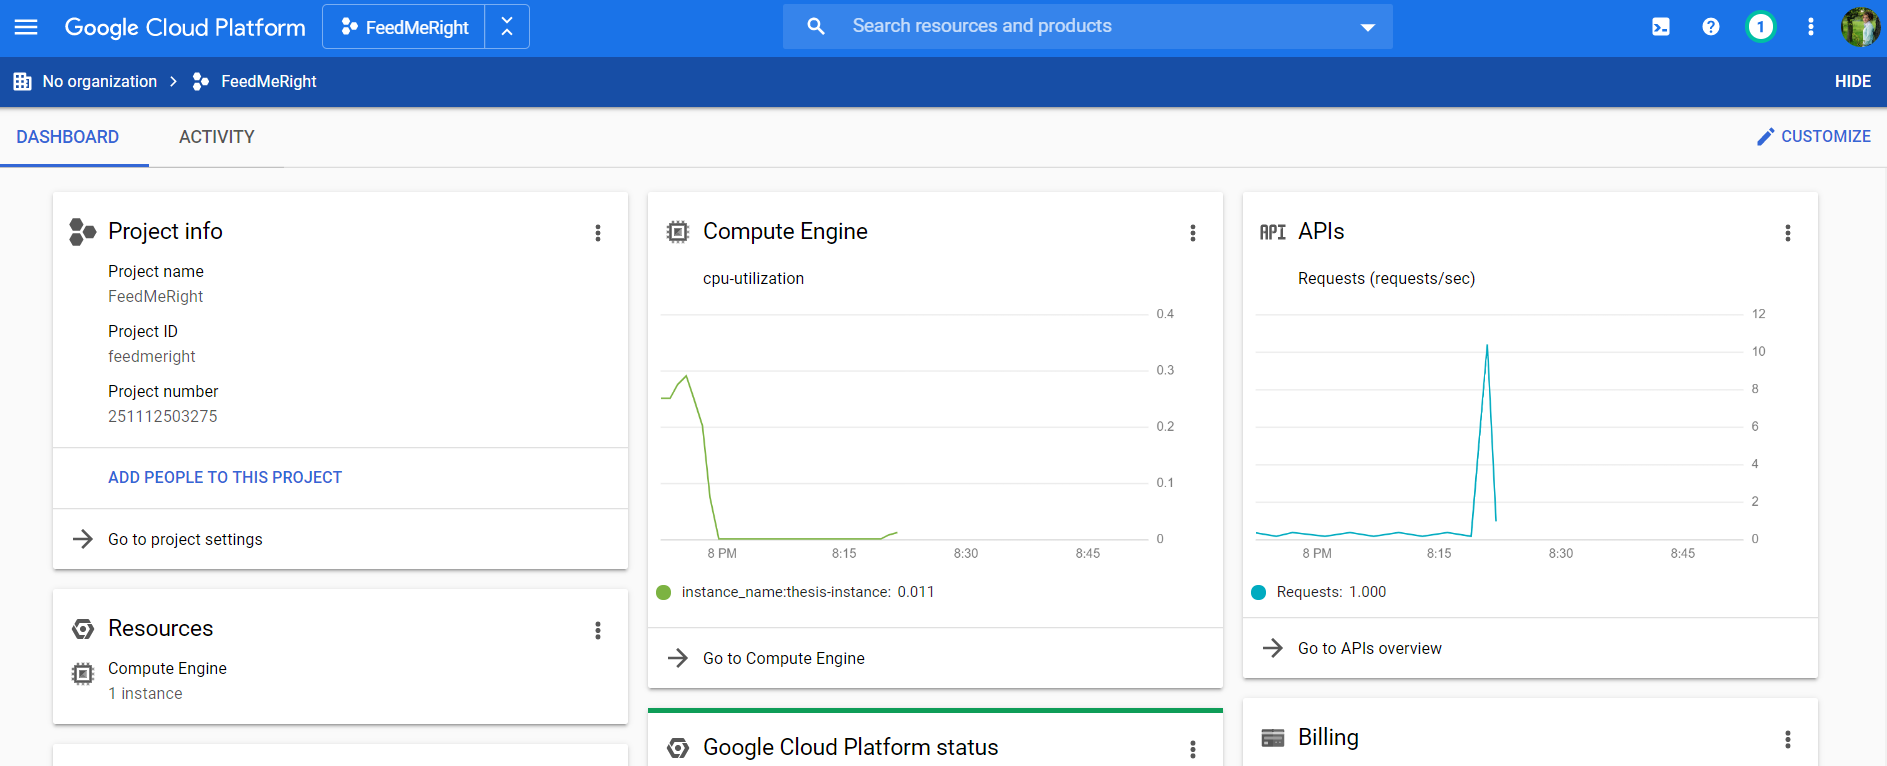 Google Cloud Platform
FeedMeRight
Search resources and products
1
No organization
FeedMeRight
HIDE
DASHBOARD
ACTIVITY
CUSTOMIZE
Project info
Project name
FeedMeRight
Project ID
feedmeright
Project number
251112503275
ADD PEOPLE TO THIS PROJECT
Go to project settings
Resources
Compute Engine
1 instance
Compute Engine
cpu-utilization
0.4
0.3
0.2
0.1
0
8 PM
8:15
8:30
8:45
instance_name:thesis-instance: 0.011
Go to Compute Engine
Google Cloud Platform status
API
APIs
Requests (requests/sec)
12
10
8
6
4
2
0
8 PM
8:15
8:30
8:45
Requests: 1.000
Go to APIs overview
Billing